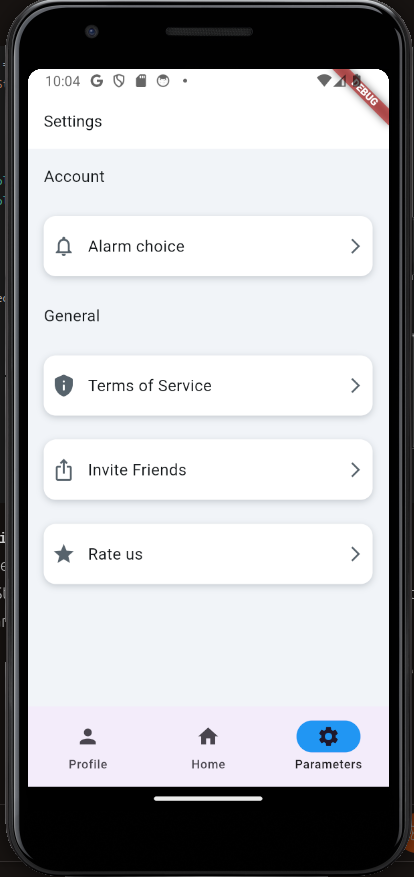 10:04
DEBUG
Settings
Account
Alarm choice
General
Terms of Service
Invite Friends
Rate us
Profile
Home
Parameters